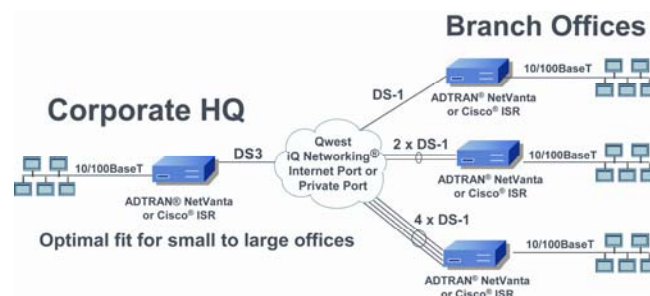 Branch Offices
10/100BaseT
DS-1
ADTRAN® NetVanta
or Cisco® ISR
Corporate HQ
Qwest
iQ Networking®
Internet Port or
Private Port
2 x DS-1
10/100BaseT
ADTRAN® NetVanta
or Cisco® ISR
DS3
10/100BaseT
ADTRAN® NetVanta
or Cisco® ISR
4 x DS-1
Optimal fit for small to large offices
10/100BaseT
ADTRAN® NetVanta
or Cisco® ISR